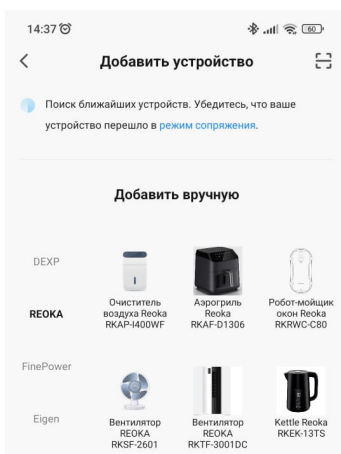 14:37
60
Добавить устройство
Поиск ближайших устройств. Убедитесь, что ваше
устройство перешло в режим сопряжения.
Добавить вручную
DEXP
REOKA
FinePower
Eigen
Очиститель
воздуха Reoka
RKAP-I400WF
Аэрогриль
Reoka
RKAF-D1306
Робот-мойщик
окон Reoka
RKRWC-C80
Вентилятор
REOKA
RKSF-2601
Вентилятор
REOKA
RKTF-3001DC
Kettle Reoka
RKEK-13TS